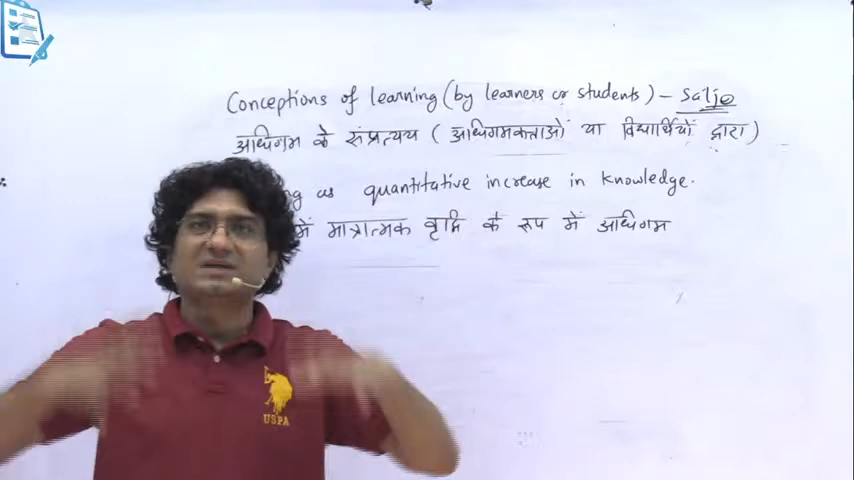 Conceptions of learning (by learners or students) – Saljo
अधिगम के संप्रत्यय ( अधिगमकर्ताओं या विद्यार्थियों द्वारा )
ng as quantitative increase in knowledge.
में मात्रात्मक वृद्धि के रूप में अधिगम
USPA